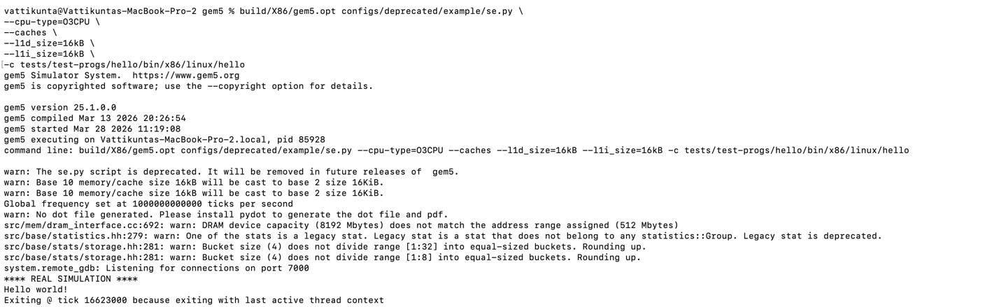 vattikunta@Vattikuntas-MacBook-Pro-2 gem5 % build/X86/gem5.opt configs/deprecated/example/se.py \
--cpu-type=O3CPU \
--caches \
--l1d_size=16kB \
--l1i_size=16kB \
[-c tests/test-progs/hello/bin/x86/linux/hello
gem5 Simulator System.  https://www.gem5.org
gem5 is copyrighted software; use the --copyright option for details.

gem5 version 25.1.0.0
gem5 compiled Mar 13 2026 20:26:54
gem5 started Mar 28 2026 11:19:08
gem5 executing on Vattikuntas-MacBook-Pro-2.local, pid 85928
command line: build/X86/gem5.opt configs/deprecated/example/se.py --cpu-type=O3CPU --caches --l1d_size=16kB --l1i_size=16kB -c tests/test-progs/hello/bin/x86/linux/hello

warn: The se.py script is deprecated. It will be removed in future releases of  gem5.
warn: Base 10 memory/cache size 16kB will be cast to base 2 size 16KiB.
warn: Base 10 memory/cache size 16kB will be cast to base 2 size 16KiB.
Global frequency set at 1000000000000 ticks per second
warn: No dot file generated. Please install pydot to generate the dot file and pdf.
src/mem/dram_interface.cc:692: warn: DRAM device capacity (8192 Mbytes) does not match the address range assigned (512 Mbytes)
src/base/statistics.hh:279: warn: One of the stats is a legacy stat. Legacy stat is a stat that does not belong to any statistics::Group. Legacy stat is deprecated.
src/base/stats/storage.hh:281: warn: Bucket size (4) does not divide range [1:32] into equal-sized buckets. Rounding up.
src/base/stats/storage.hh:281: warn: Bucket size (4) does not divide range [1:8] into equal-sized buckets. Rounding up.
system.remote_gdb: Listening for connections on port 7000
**** REAL SIMULATION ****
Hello world!
Exiting @ tick 16623000 because exiting with last active thread context